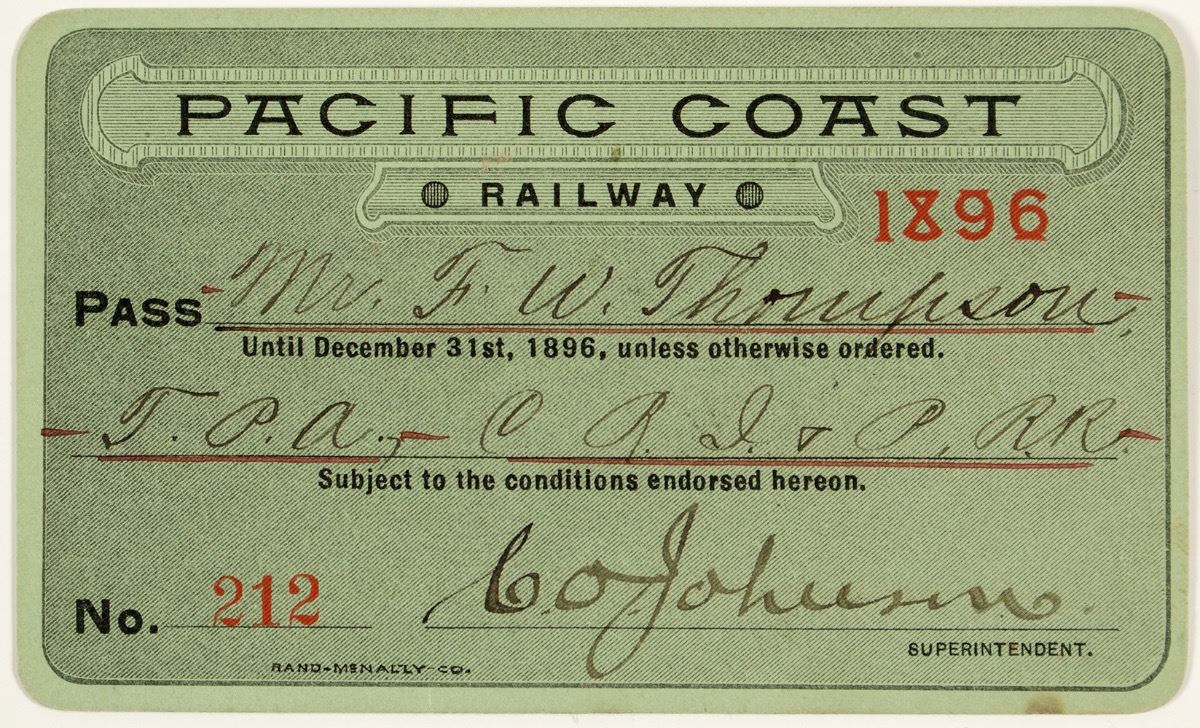 PACIFIC COAST
RAILWAY
1896
PASS Mr. F. W. Thompson,
Until December 31st, 1896, unless otherwise ordered.
T. P. A., C. R. I. & P. R.R.
Subject to the conditions endorsed hereon.
No. 212 C. O. Johnson
SUPERINTENDENT.
RAND-MCNALLY-CO.